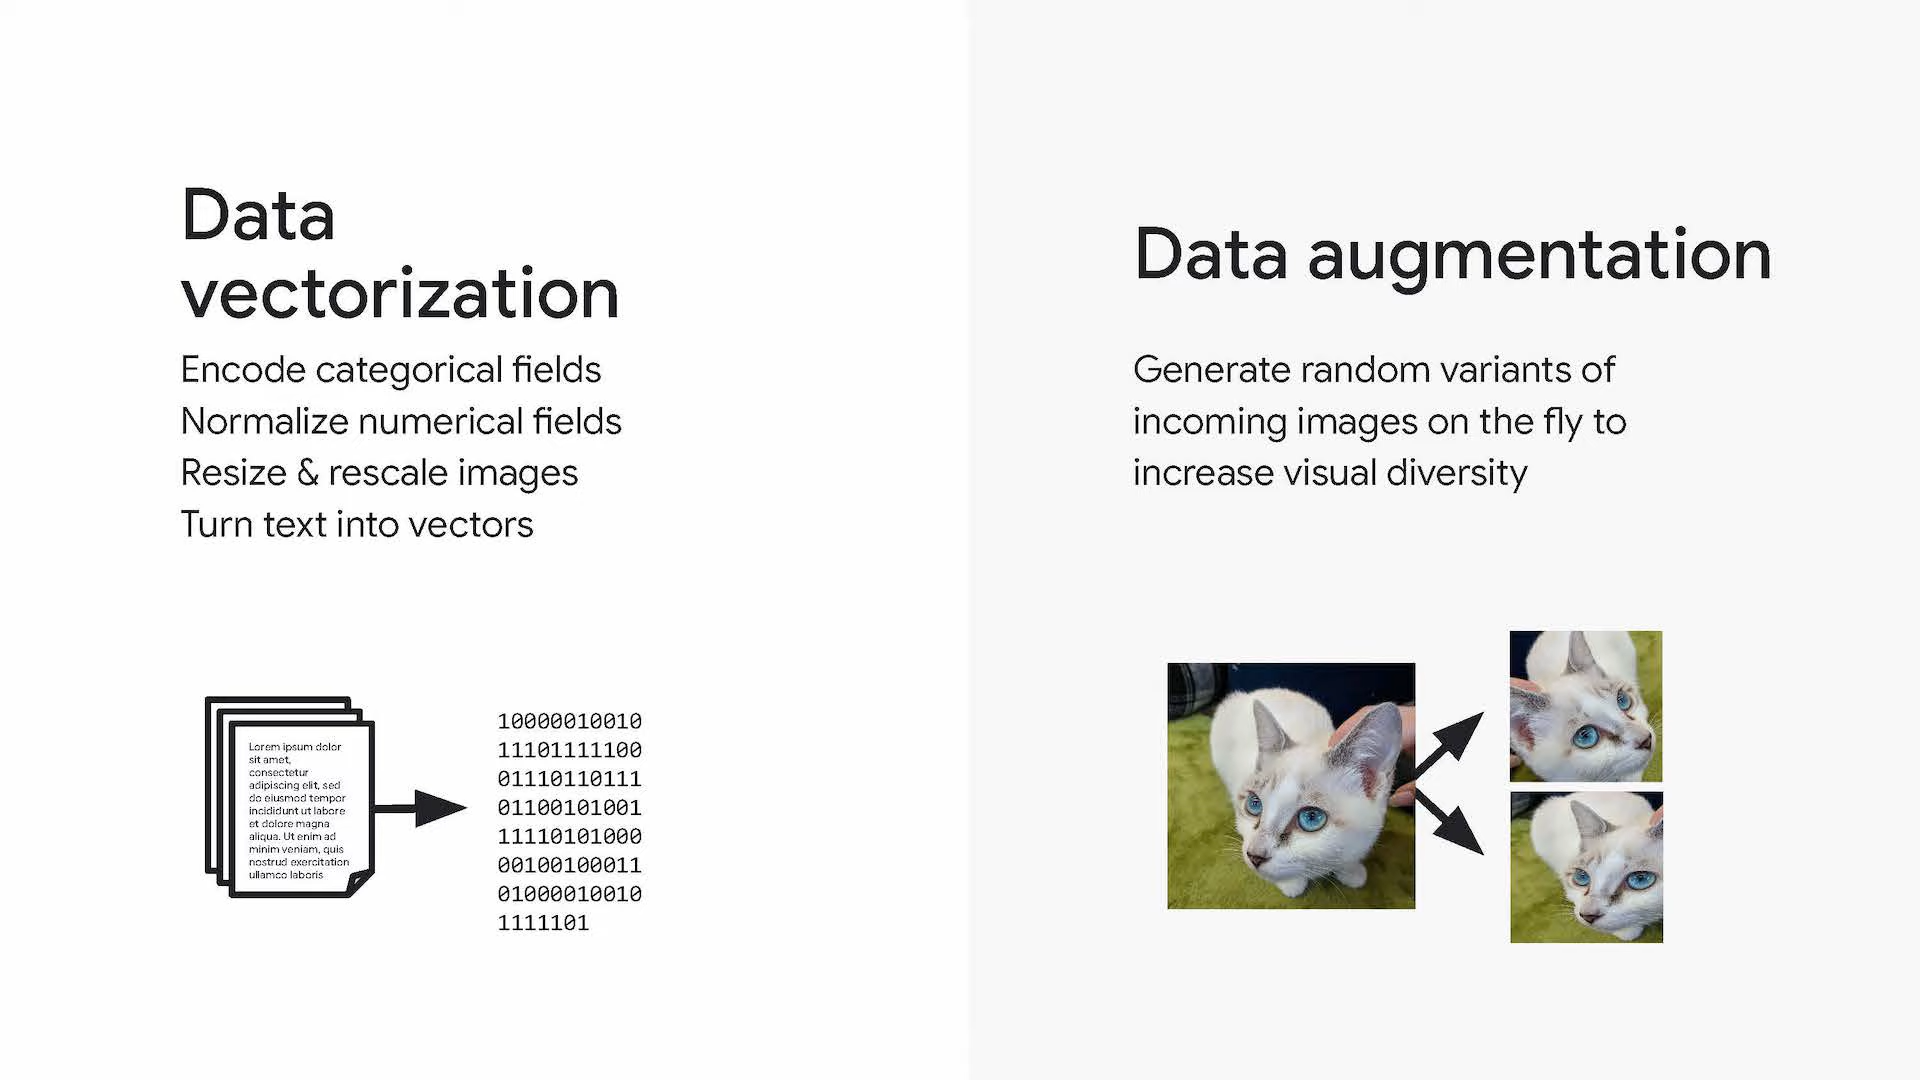 Data
vectorization
Encode categorical fields
Normalize numerical fields
Resize & rescale images
Turn text into vectors
Lorem ipsum dolor
sit amet,
consectetur
adipiscing elit, sed
do eiusmod tempor
incididunt ut labore
et dolore magna
aliqua. Ut enim ad
minim veniam, quis
nostrud exercitation
ullamco laboris
10000010010
11101111100
01110110111
01100101001
11110101000
00100100011
01000010010
1111101
Data augmentation
Generate random variants of
incoming images on the fly to
increase visual diversity